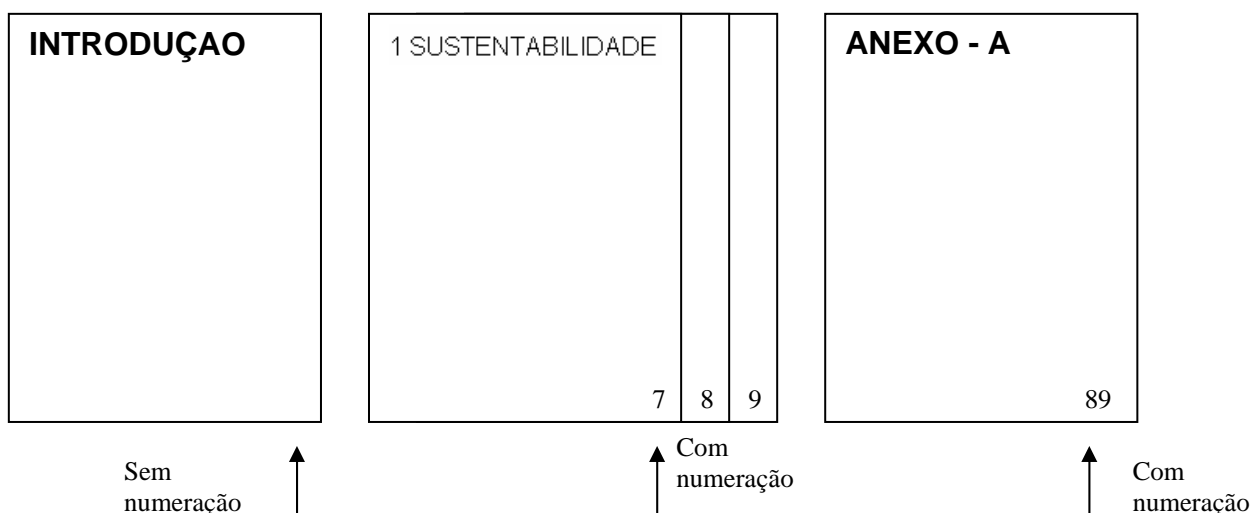 INTRODUÇAO
1 SUSTENTABILIDADE
7
8
9
ANEXO - A
89
Sem
numeração
Com
numeração
Com
numeração